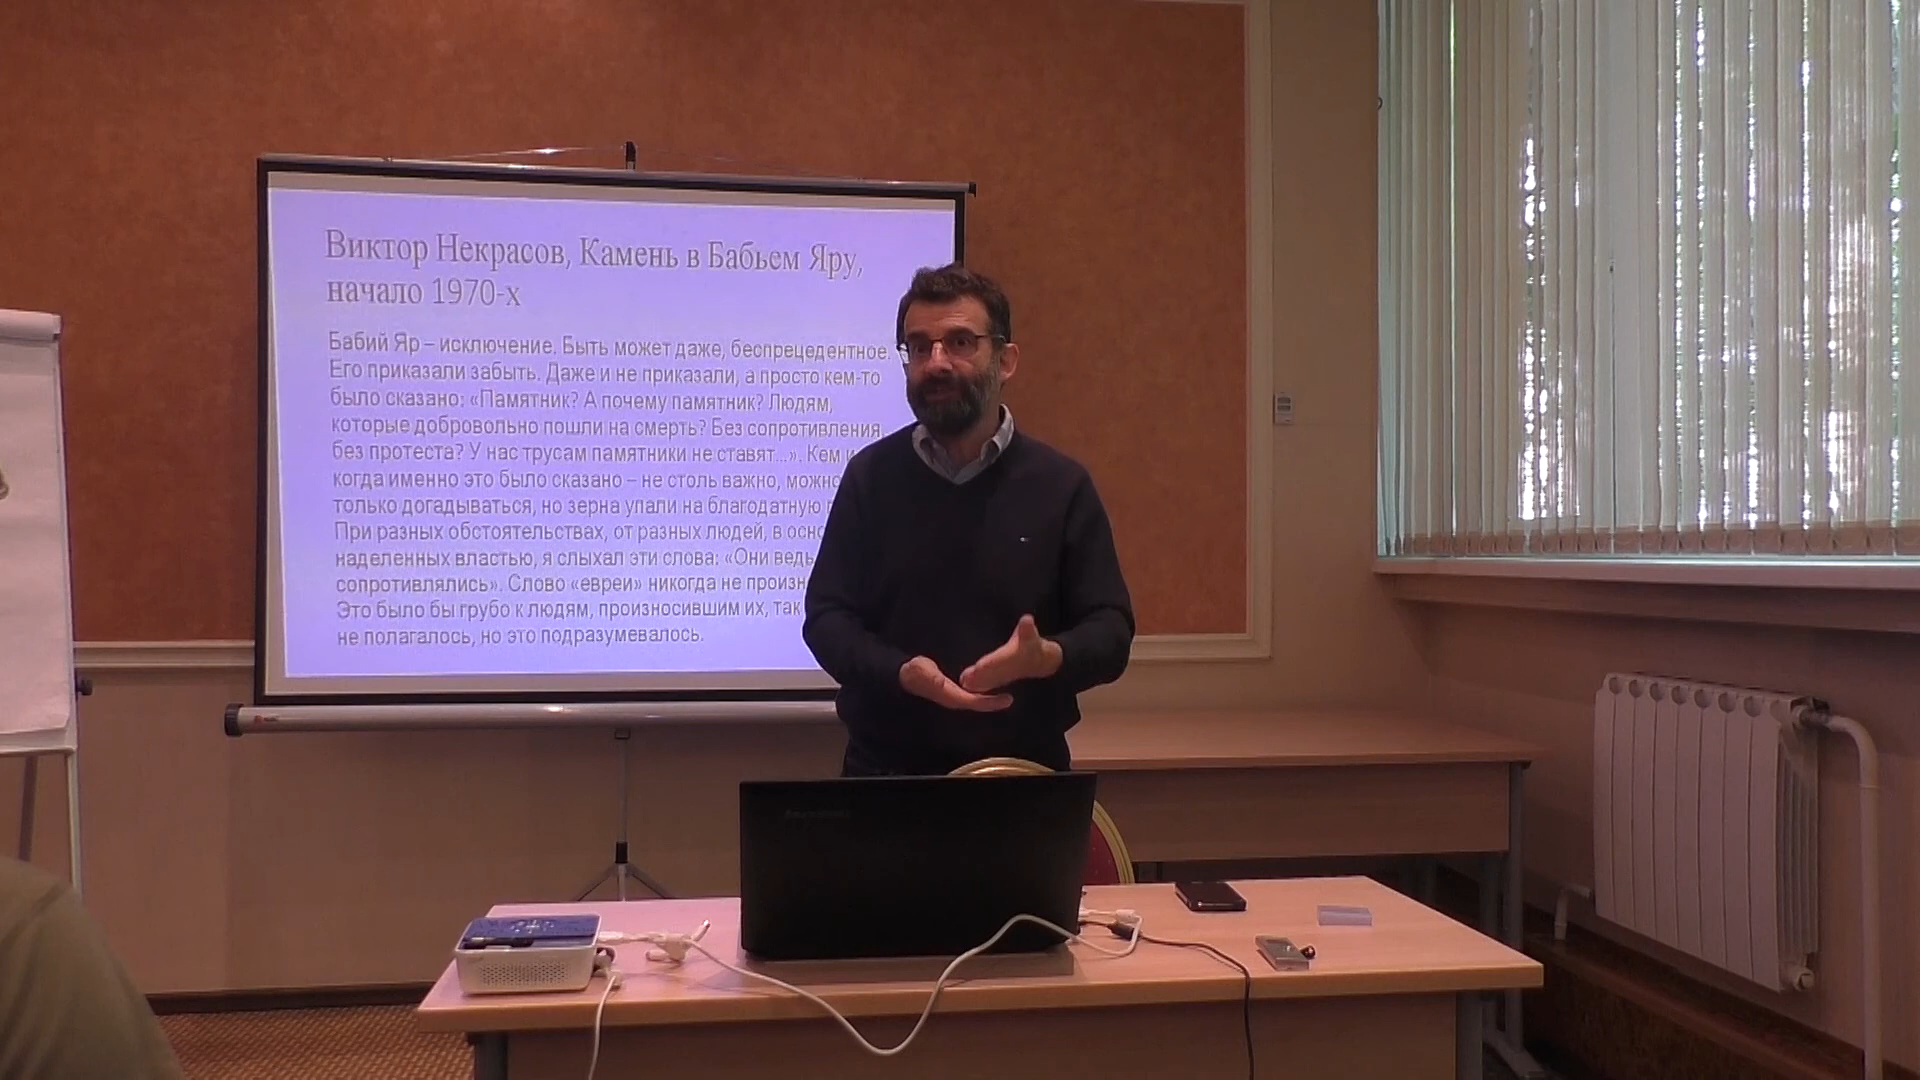 Виктор Некрасов, Камень в Бабьем Яру,
начало 1970-х
Бабий Яр – исключение. Быть может даже, беспрецедентное.
Его приказали забыть. Даже и не приказали, а просто кем-то
было сказано: «Памятник? А почему памятник? Людям,
которые добровольно пошли на смерть? Без сопротивления,
без протеста? У нас трусам памятники не ставят...». Кем и
когда именно это было сказано – не столь важно, можно
только догадываться, но зерна упали на благодатную
При разных обстоятельствах, от разных людей, в осно
наделенных властью, я слыхал эти слова: «Они ведь
сопротивлялись». Слово «евреи» никогда не произн
Это было бы грубо к людям, произносившим их, так
не полагалось, но это подразумевалось.